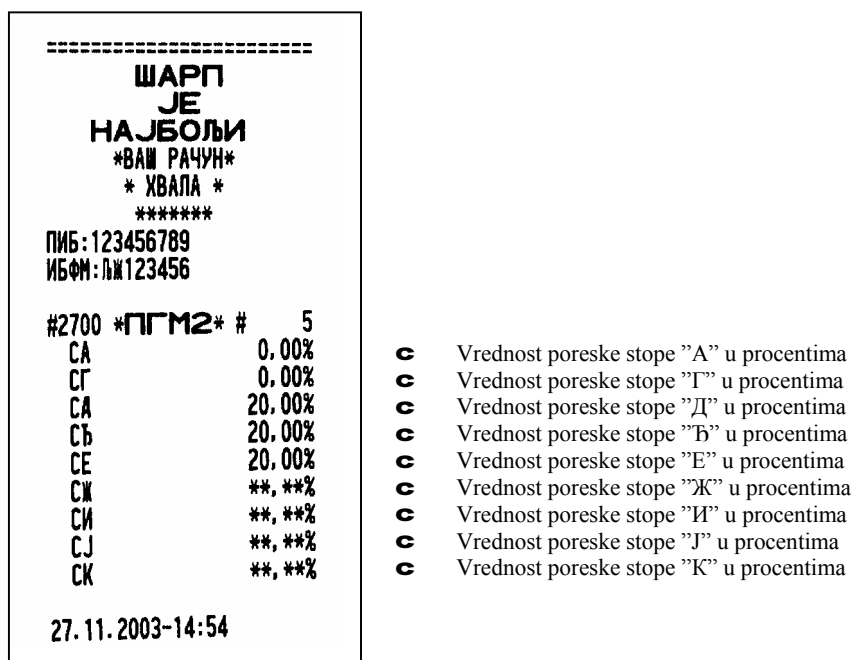 ========================
ШАРП
ЈЕ
НАЈБОЉИ
*ВАШ РАЧУН*
* ХВАЛА *
*******
ПИБ:123456789
ИБФМ:ЉЖ123456
#2700 *ПГМ2* # 5
СА 0,00% c Vrednost poreske stope ”А” u procentima
СГ 0,00% c Vrednost poreske stope ”Г” u procentima
СД 20,00% c Vrednost poreske stope ”Д” u procentima
СЂ 20,00% c Vrednost poreske stope ”Ђ” u procentima
СЕ 20,00% c Vrednost poreske stope ”Е” u procentima
СЖ **,**% c Vrednost poreske stope ”Ж” u procentima
СИ **,**% c Vrednost poreske stope ”И” u procentima
СЈ **,**% c Vrednost poreske stope ”Ј” u procentima
СК **,**% c Vrednost poreske stope ”К” u procentima
27.11.2003-14:54